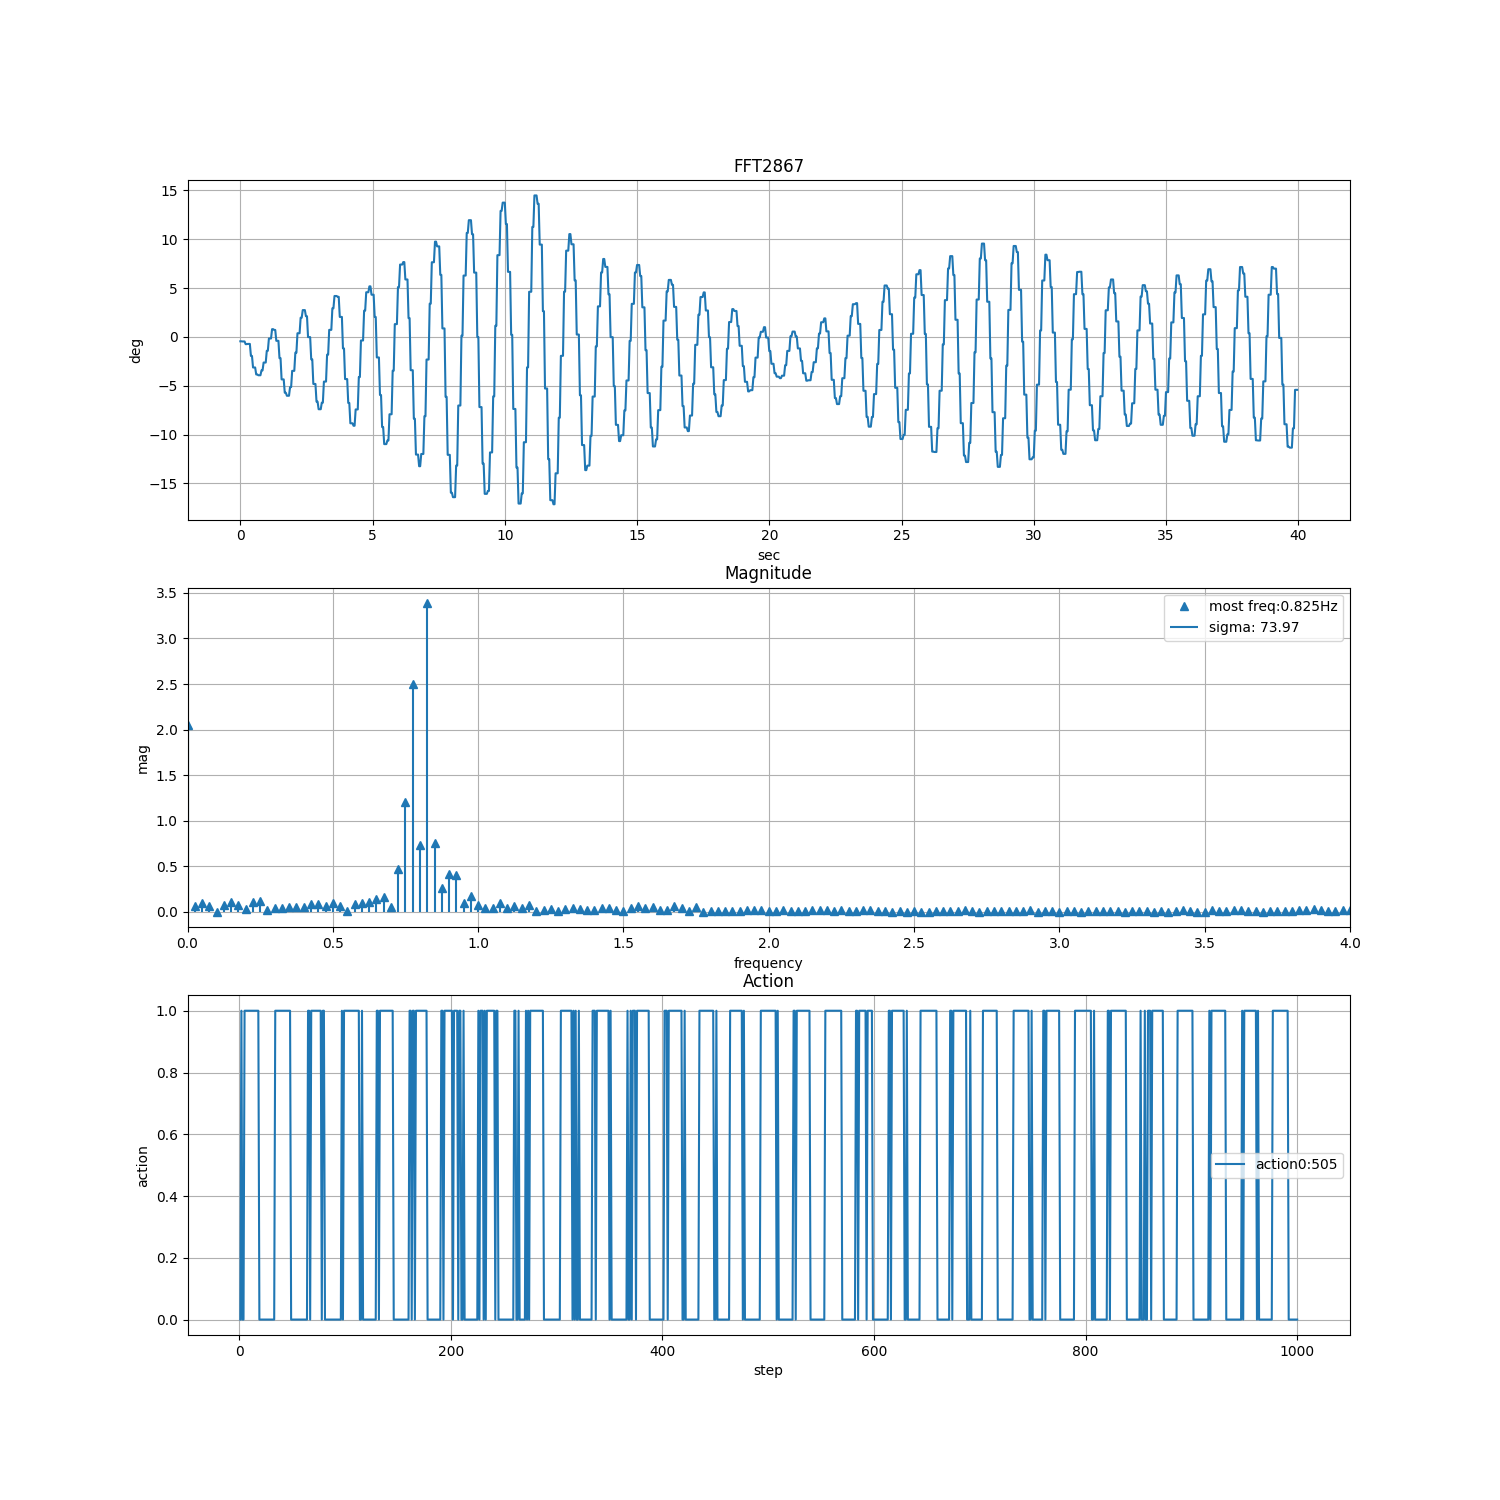 FFT2867
15
10
5
0
−5
−10
−15
deg
0 5 10 15 20 25 30 35 40
sec
Magnitude
3.5
3.0
2.5
2.0
1.5
1.0
0.5
0.0
mag
most freq:0.825Hz
sigma: 73.97
0.0 0.5 1.0 1.5 2.0 2.5 3.0 3.5 4.0
frequency
Action
1.0
0.8
0.6
0.4
0.2
0.0
action
action0:505
0 200 400 600 800 1000
step